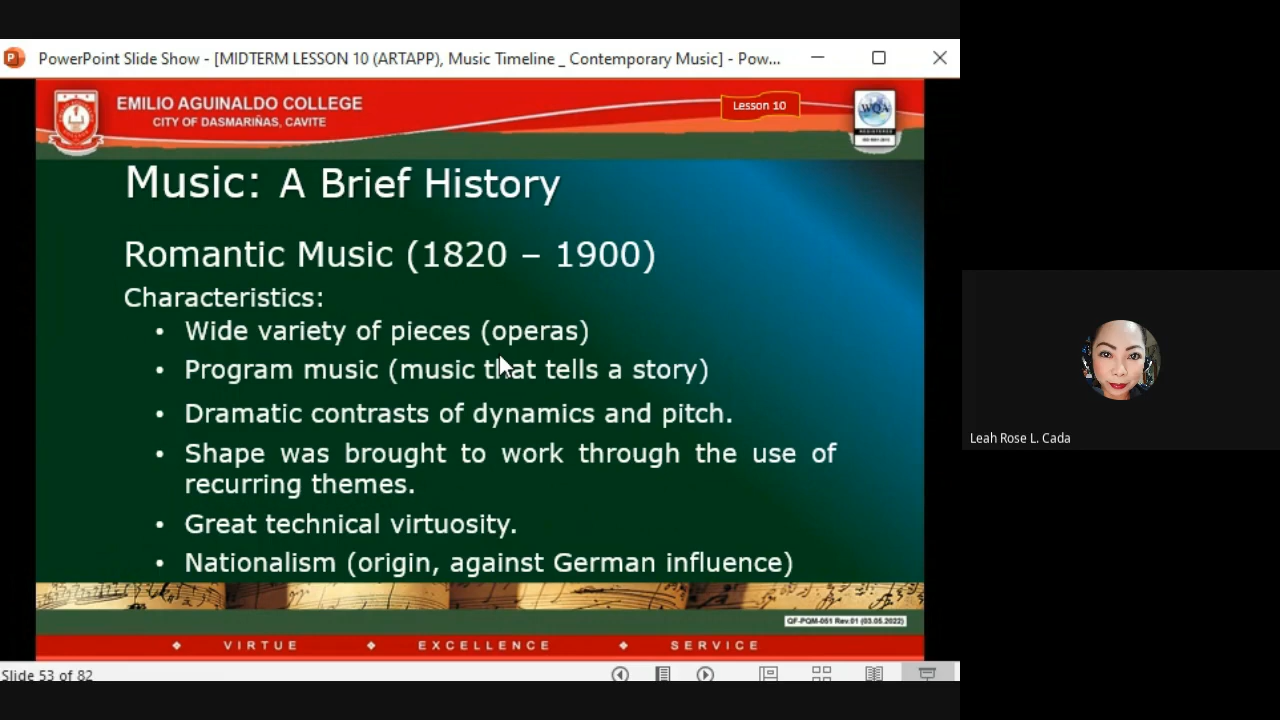 PowerPoint Slide Show - [MIDTERM LESSON 10 (ARTAPP), Music Timeline _ Contemporary Music] - Pow...
EMILIO AGUINALDO COLLEGE
CITY OF DASMARIÑAS, CAVITE
Lesson 10
WQA
REGISTERED
Music: A Brief History
Romantic Music (1820 – 1900)
Characteristics:
• Wide variety of pieces (operas)
• Program music (music that tells a story)
• Dramatic contrasts of dynamics and pitch.
• Shape was brought to work through the use of
recurring themes.
• Great technical virtuosity.
• Nationalism (origin, against German influence)
Leah Rose L. Cada
QF-PQM-051 Rev.01 (03.05.2022)
VIRTUE EXCELLENCE SERVICE
Slide 53 of 82